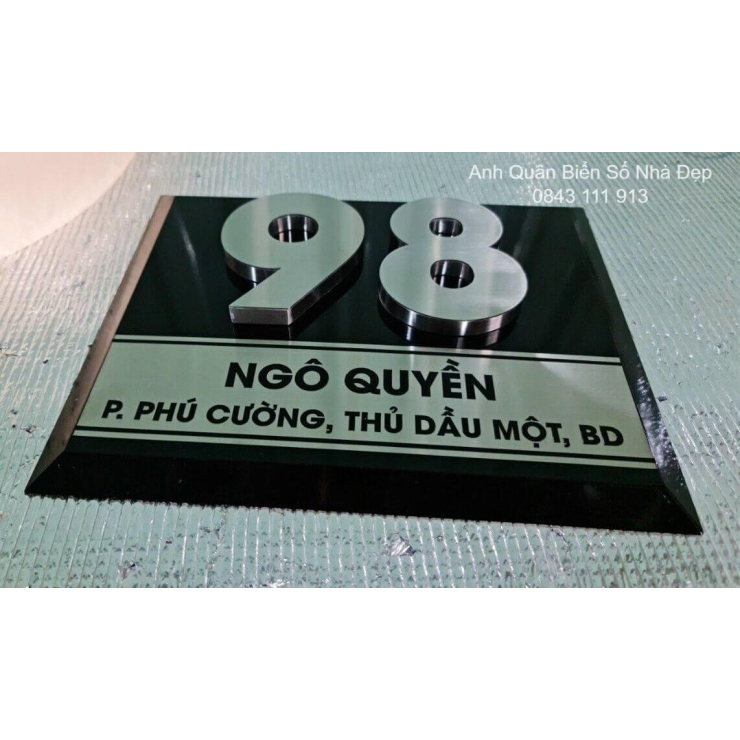 Anh Quân Biển Số Nhà Đẹp
0843 111 913
98
NGÔ QUYỀN
P. PHÚ CƯỜNG, THỦ DẦU MỘT, BD